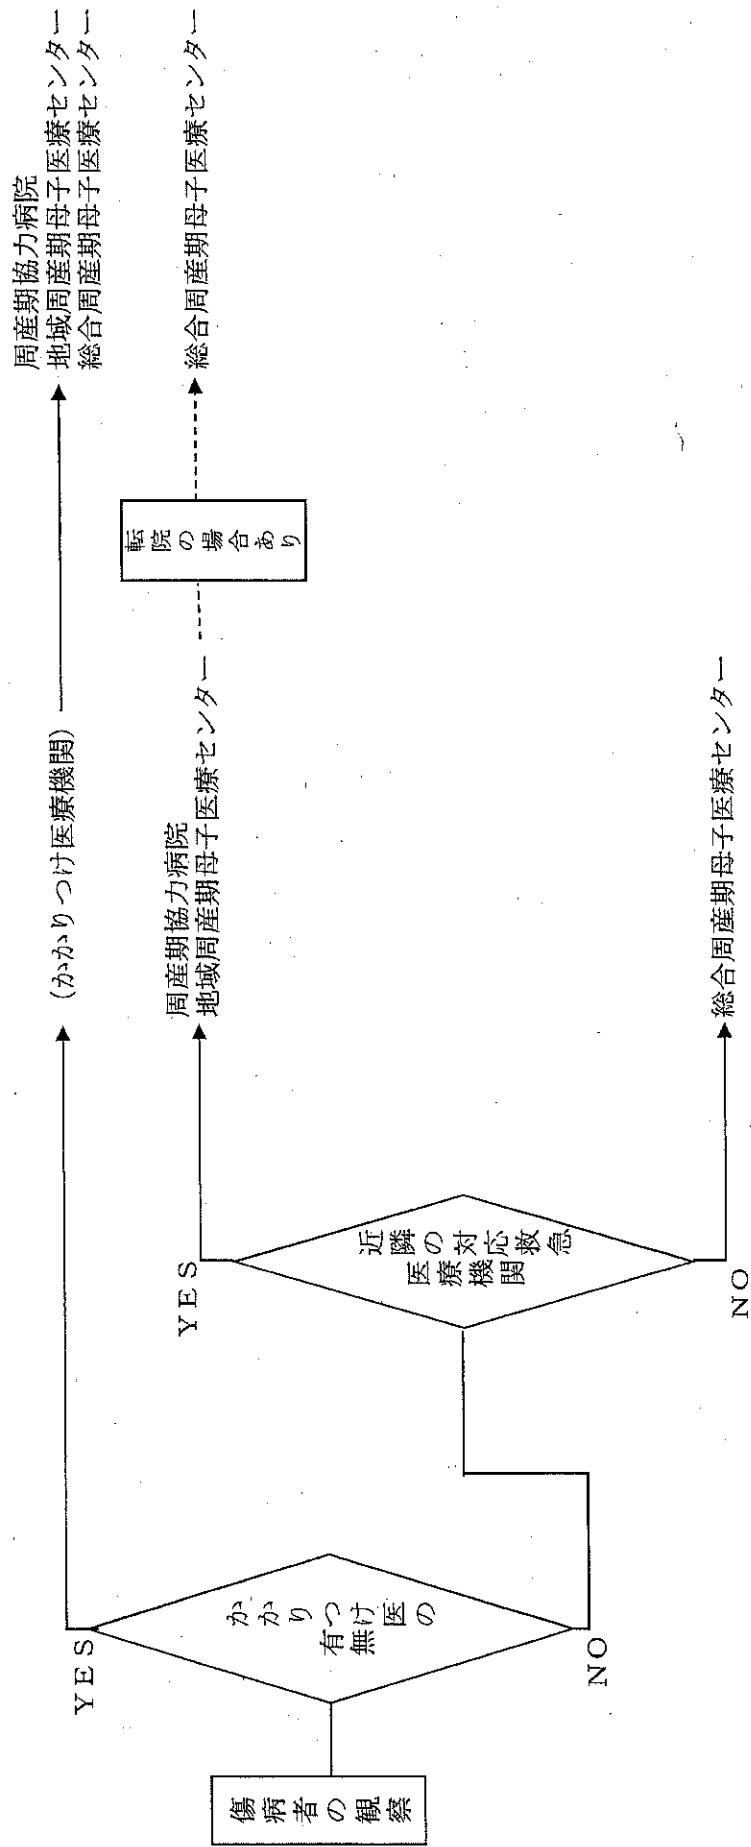 傷病者の観察
YES
かかりつけ医の
有無
NO
(かかりつけ医療機関)
周産期協力病院
地域周産期母子医療センター
総合周産期母子医療センター
YES
近隣の対応救急
医療機関
NO
周産期協力病院
地域周産期母子医療センター
転院の場合あり
総合周産期母子医療センター
総合周産期母子医療センター